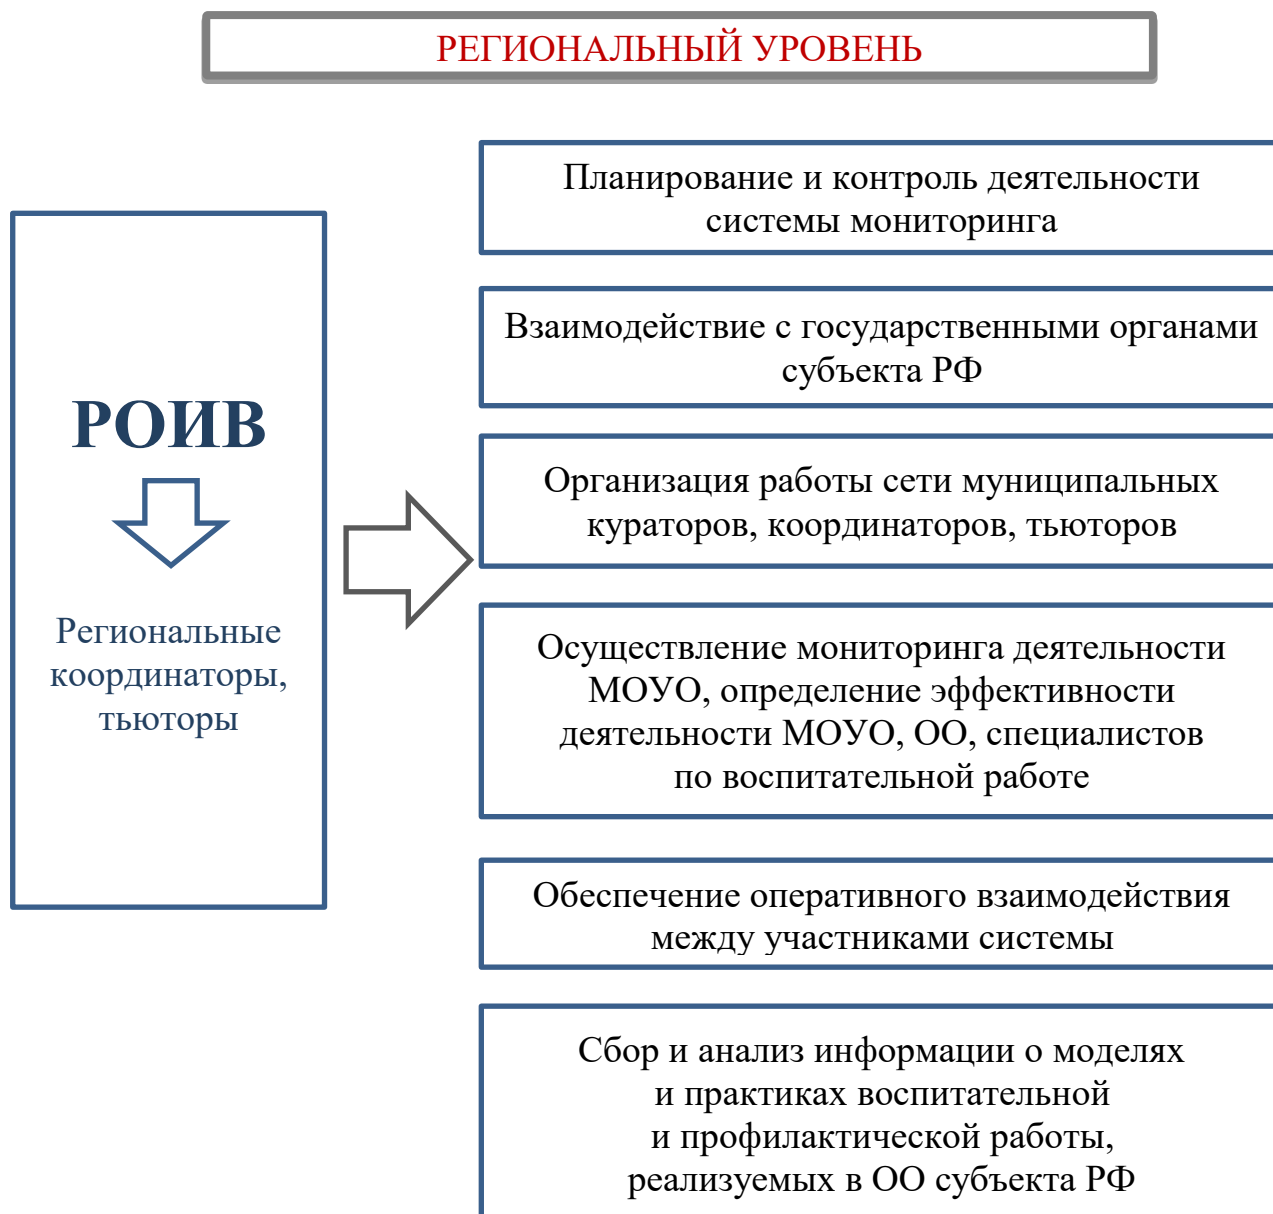 РЕГИОНАЛЬНЫЙ УРОВЕНЬ
РОИВ
Региональные
координаторы,
тьюторы
Планирование и контроль деятельности
системы мониторинга
Взаимодействие с государственными органами
субъекта РФ
Организация работы сети муниципальных
кураторов, координаторов, тьюторов
Осуществление мониторинга деятельности
МОУО, определение эффективности
деятельности МОУО, ОО, специалистов
по воспитательной работе
Обеспечение оперативного взаимодействия
между участниками системы
Сбор и анализ информации о моделях
и практиках воспитательной
и профилактической работы,
реализуемых в ОО субъекта РФ